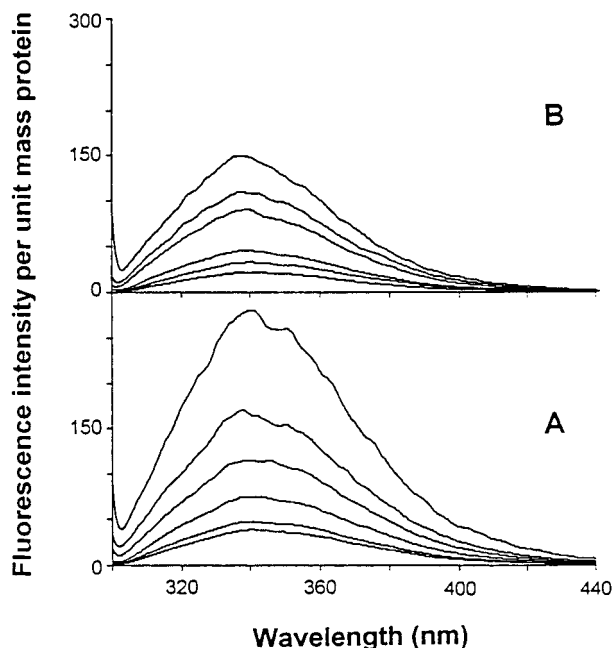 Fluorescence intensity per unit mass protein
300
150
0
B
150
0
A
320
360
400
440
Wavelength (nm)